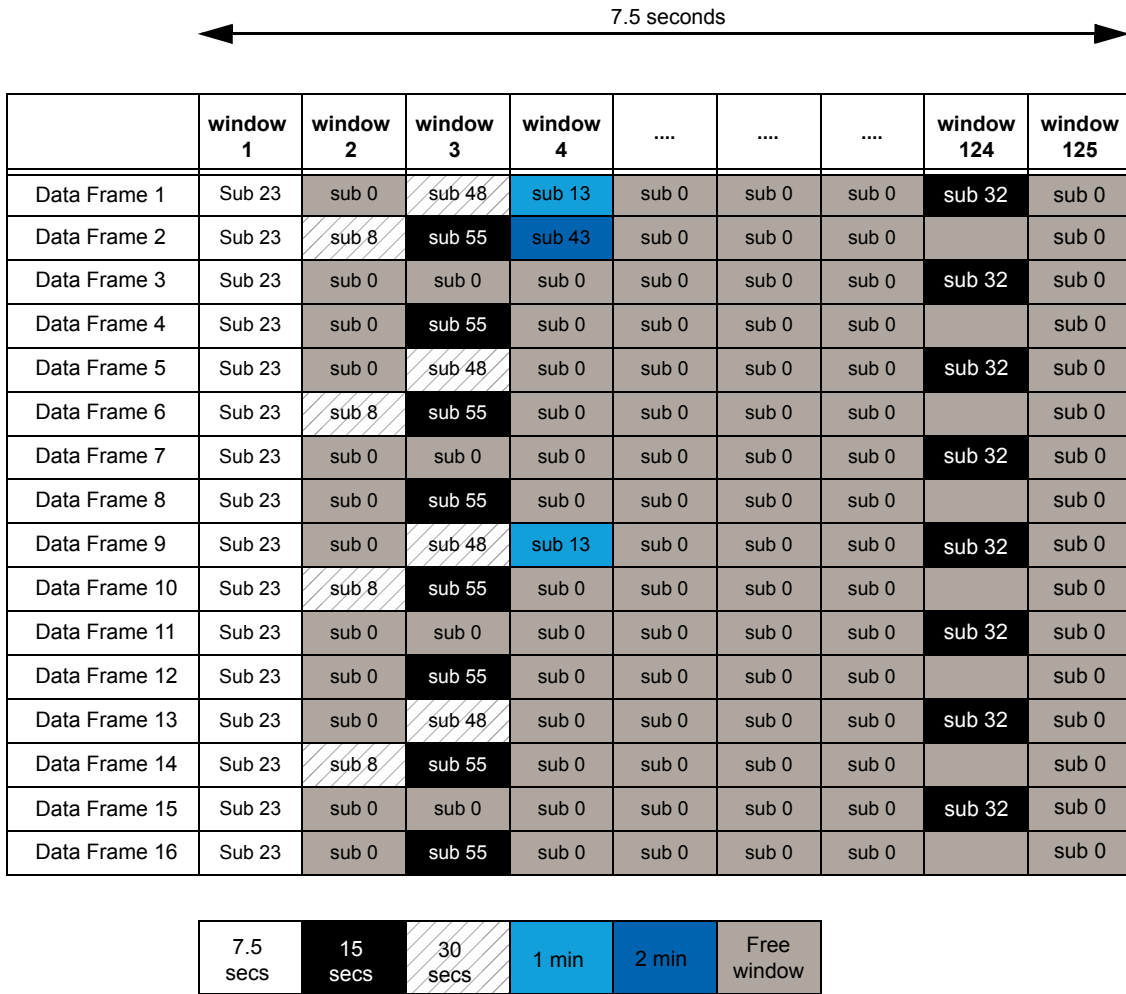 7.5 seconds
window 1 window 2 window 3 window 4 .... .... .... window 124 window 125
Data Frame 1 Sub 23 sub 0 sub 48 sub 13 sub 0 sub 0 sub 0 sub 32 sub 0
Data Frame 2 Sub 23 sub 8 sub 55 sub 43 sub 0 sub 0 sub 0 sub 0
Data Frame 3 Sub 23 sub 0 sub 0 sub 0 sub 0 sub 0 sub 0 sub 32 sub 0
Data Frame 4 Sub 23 sub 0 sub 55 sub 0 sub 0 sub 0 sub 0 sub 0
Data Frame 5 Sub 23 sub 0 sub 48 sub 0 sub 0 sub 0 sub 0 sub 32 sub 0
Data Frame 6 Sub 23 sub 8 sub 55 sub 0 sub 0 sub 0 sub 0 sub 0
Data Frame 7 Sub 23 sub 0 sub 0 sub 0 sub 0 sub 0 sub 0 sub 32 sub 0
Data Frame 8 Sub 23 sub 0 sub 55 sub 0 sub 0 sub 0 sub 0 sub 0
Data Frame 9 Sub 23 sub 0 sub 48 sub 13 sub 0 sub 0 sub 0 sub 32 sub 0
Data Frame 10 Sub 23 sub 8 sub 55 sub 0 sub 0 sub 0 sub 0 sub 0
Data Frame 11 Sub 23 sub 0 sub 0 sub 0 sub 0 sub 0 sub 0 sub 32 sub 0
Data Frame 12 Sub 23 sub 0 sub 55 sub 0 sub 0 sub 0 sub 0 sub 0
Data Frame 13 Sub 23 sub 0 sub 48 sub 0 sub 0 sub 0 sub 0 sub 32 sub 0
Data Frame 14 Sub 23 sub 8 sub 55 sub 0 sub 0 sub 0 sub 0 sub 0
Data Frame 15 Sub 23 sub 0 sub 0 sub 0 sub 0 sub 0 sub 0 sub 32 sub 0
Data Frame 16 Sub 23 sub 0 sub 55 sub 0 sub 0 sub 0 sub 0 sub 0
7.5 secs 15 secs 30 secs 1 min 2 min Free window